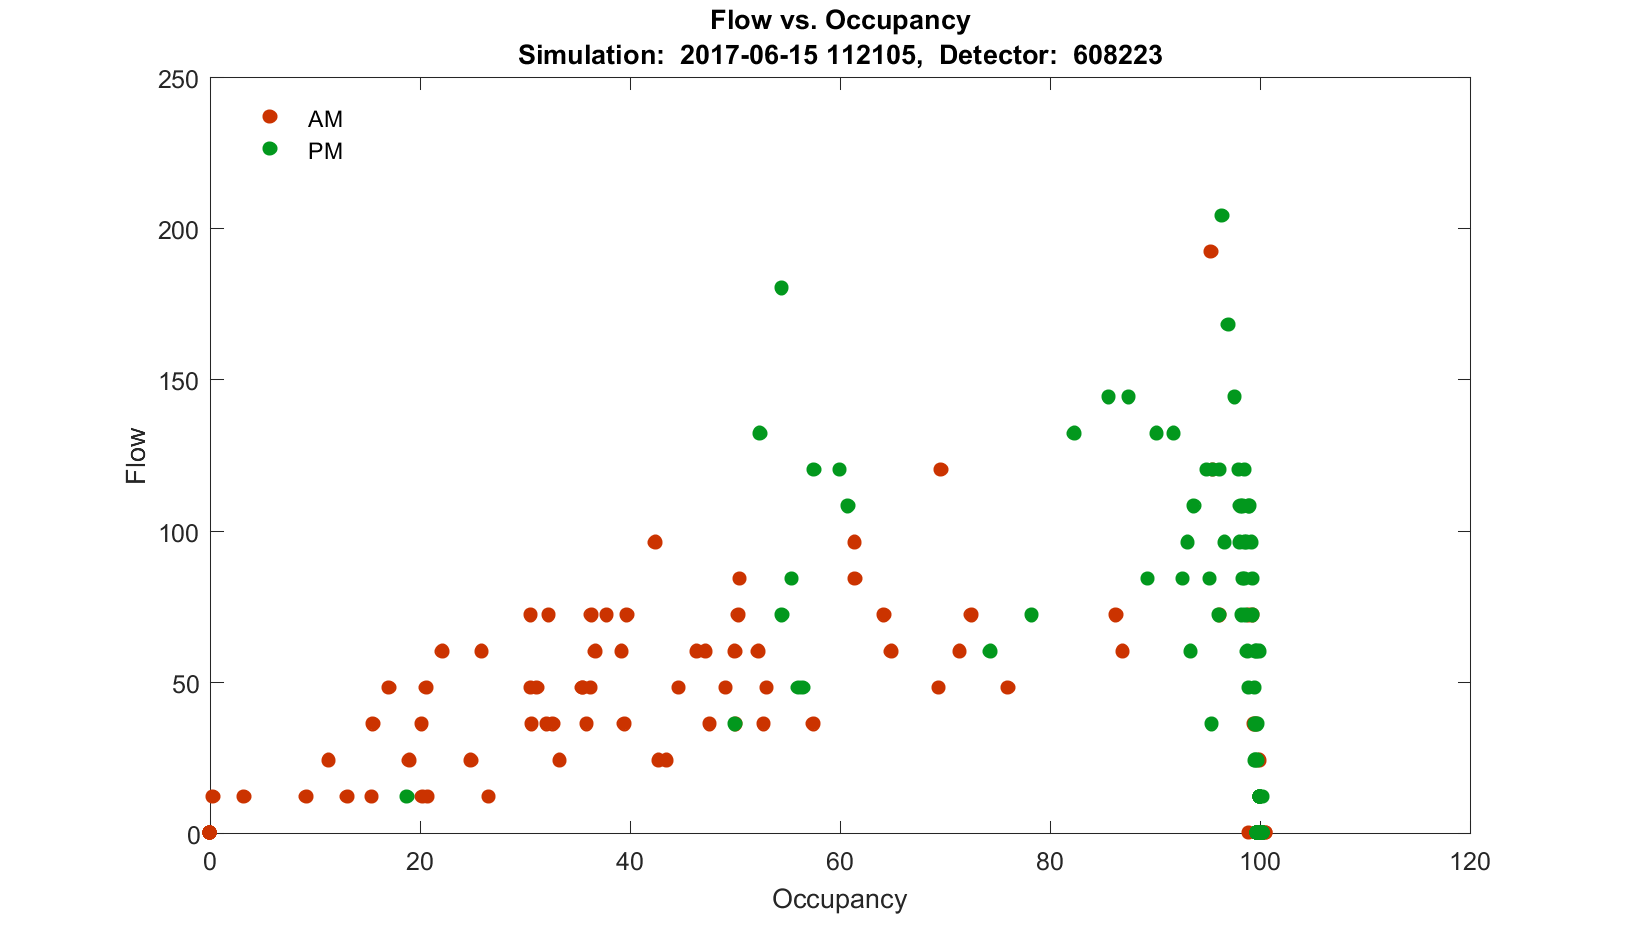 Flow vs. Occupancy
Simulation:  2017-06-15 112105,  Detector:  608223
250
200
150
100
50
0
AM
PM
Flow
0 20 40 60 80 100 120
Occupancy